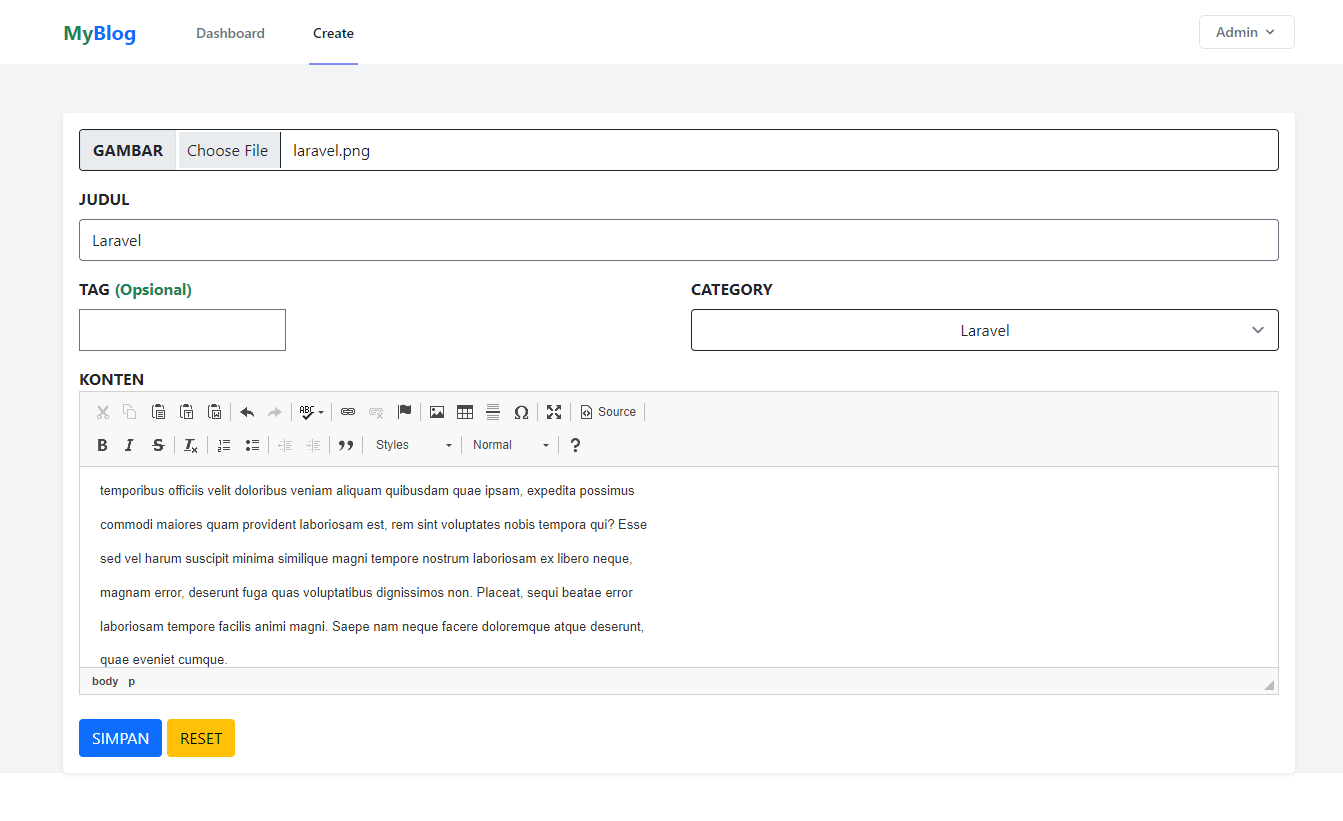 MyBlog Dashboard Create Admin
GAMBAR Choose File laravel.png
JUDUL
Laravel
TAG (Opsional) CATEGORY
Laravel
KONTEN
ABC Source
B I S Tx Styles Normal ?
temporibus officiis velit doloribus veniam aliquam quibusdam quae ipsam, expedita possimus
commodi maiores quam provident laboriosam est, rem sint voluptates nobis tempora qui? Esse
sed vel harum suscipit minima similique magni tempore nostrum laboriosam ex libero neque,
magnam error, deserunt fuga quas voluptatibus dignissimos non. Placeat, sequi beatae error
laboriosam tempore facilis animi magni. Saepe nam neque facere doloremque atque deserunt,
quae eveniet cumque.
body p
SIMPAN RESET